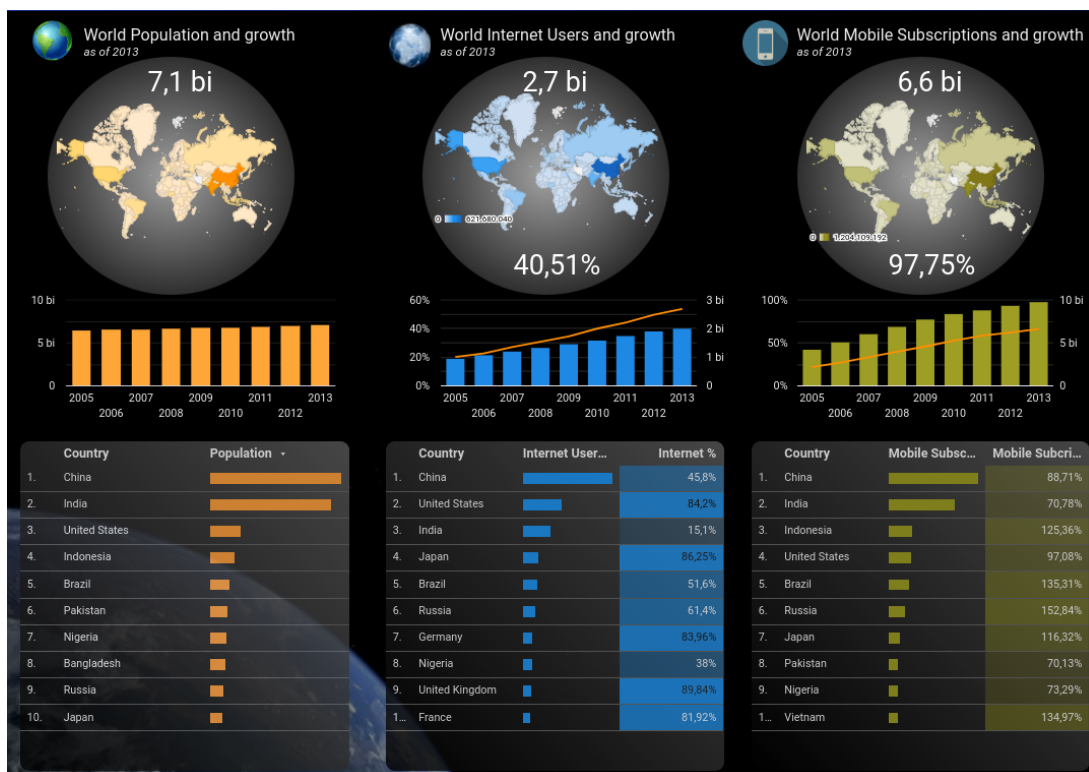 World Population and growth
as of 2013
7,1 bi
10 bi
5 bi
0
2005 2007 2009 2011 2013
2006 2008 2010 2012
Country Population
1. China
2. India
3. United States
4. Indonesia
5. Brazil
6. Pakistan
7. Nigeria
8. Bangladesh
9. Russia
10. Japan
World Internet Users and growth
as of 2013
2,7 bi
0 621.680.040
40,51%
60% 3 bi
40% 2 bi
20% 1 bi
0% 0
2005 2007 2009 2011 2013
2006 2008 2010 2012
Country Internet User... Internet %
1. China 45,8%
2. United States 84,2%
3. India 15,1%
4. Japan 86,25%
5. Brazil 51,6%
6. Russia 61,4%
7. Germany 83,96%
8. Nigeria 38%
9. United Kingdom 89,84%
1... France 81,92%
World Mobile Subscriptions and growth
as of 2013
6,6 bi
0 1.204.109.192
97,75%
100% 10 bi
50% 5 bi
0% 0
2005 2007 2009 2011 2013
2006 2008 2010 2012
Country Mobile Subsc... Mobile Subcri...
1. China 88,71%
2. India 70,78%
3. Indonesia 125,36%
4. United States 97,08%
5. Brazil 135,31%
6. Russia 152,84%
7. Japan 116,32%
8. Pakistan 70,13%
9. Nigeria 73,29%
1... Vietnam 134,97%